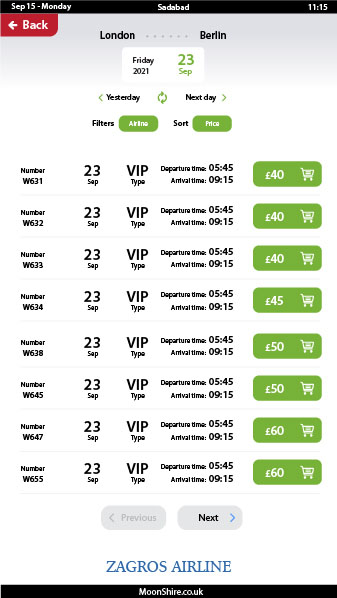 Sep 15 - Monday Sadabad 11:15
Back
London Berlin
Friday 23
2021 Sep
Yesterday Next day
Filters Airline Sort Price
Number 23 VIP Departure time: 05:45 £40
W631 Sep Type Arrival time: 09:15
Number 23 VIP Departure time: 05:45 £40
W632 Sep Type Arrival time: 09:15
Number 23 VIP Departure time: 05:45 £40
W633 Sep Type Arrival time: 09:15
Number 23 VIP Departure time: 05:45 £45
W634 Sep Type Arrival time: 09:15
Number 23 VIP Departure time: 05:45 £50
W638 Sep Type Arrival time: 09:15
Number 23 VIP Departure time: 05:45 £50
W645 Sep Type Arrival time: 09:15
Number 23 VIP Departure time: 05:45 £60
W647 Sep Type Arrival time: 09:15
Number 23 VIP Departure time: 05:45 £60
W655 Sep Type Arrival time: 09:15
Previous Next
ZAGROS AIRLINE
MoonShire.co.uk